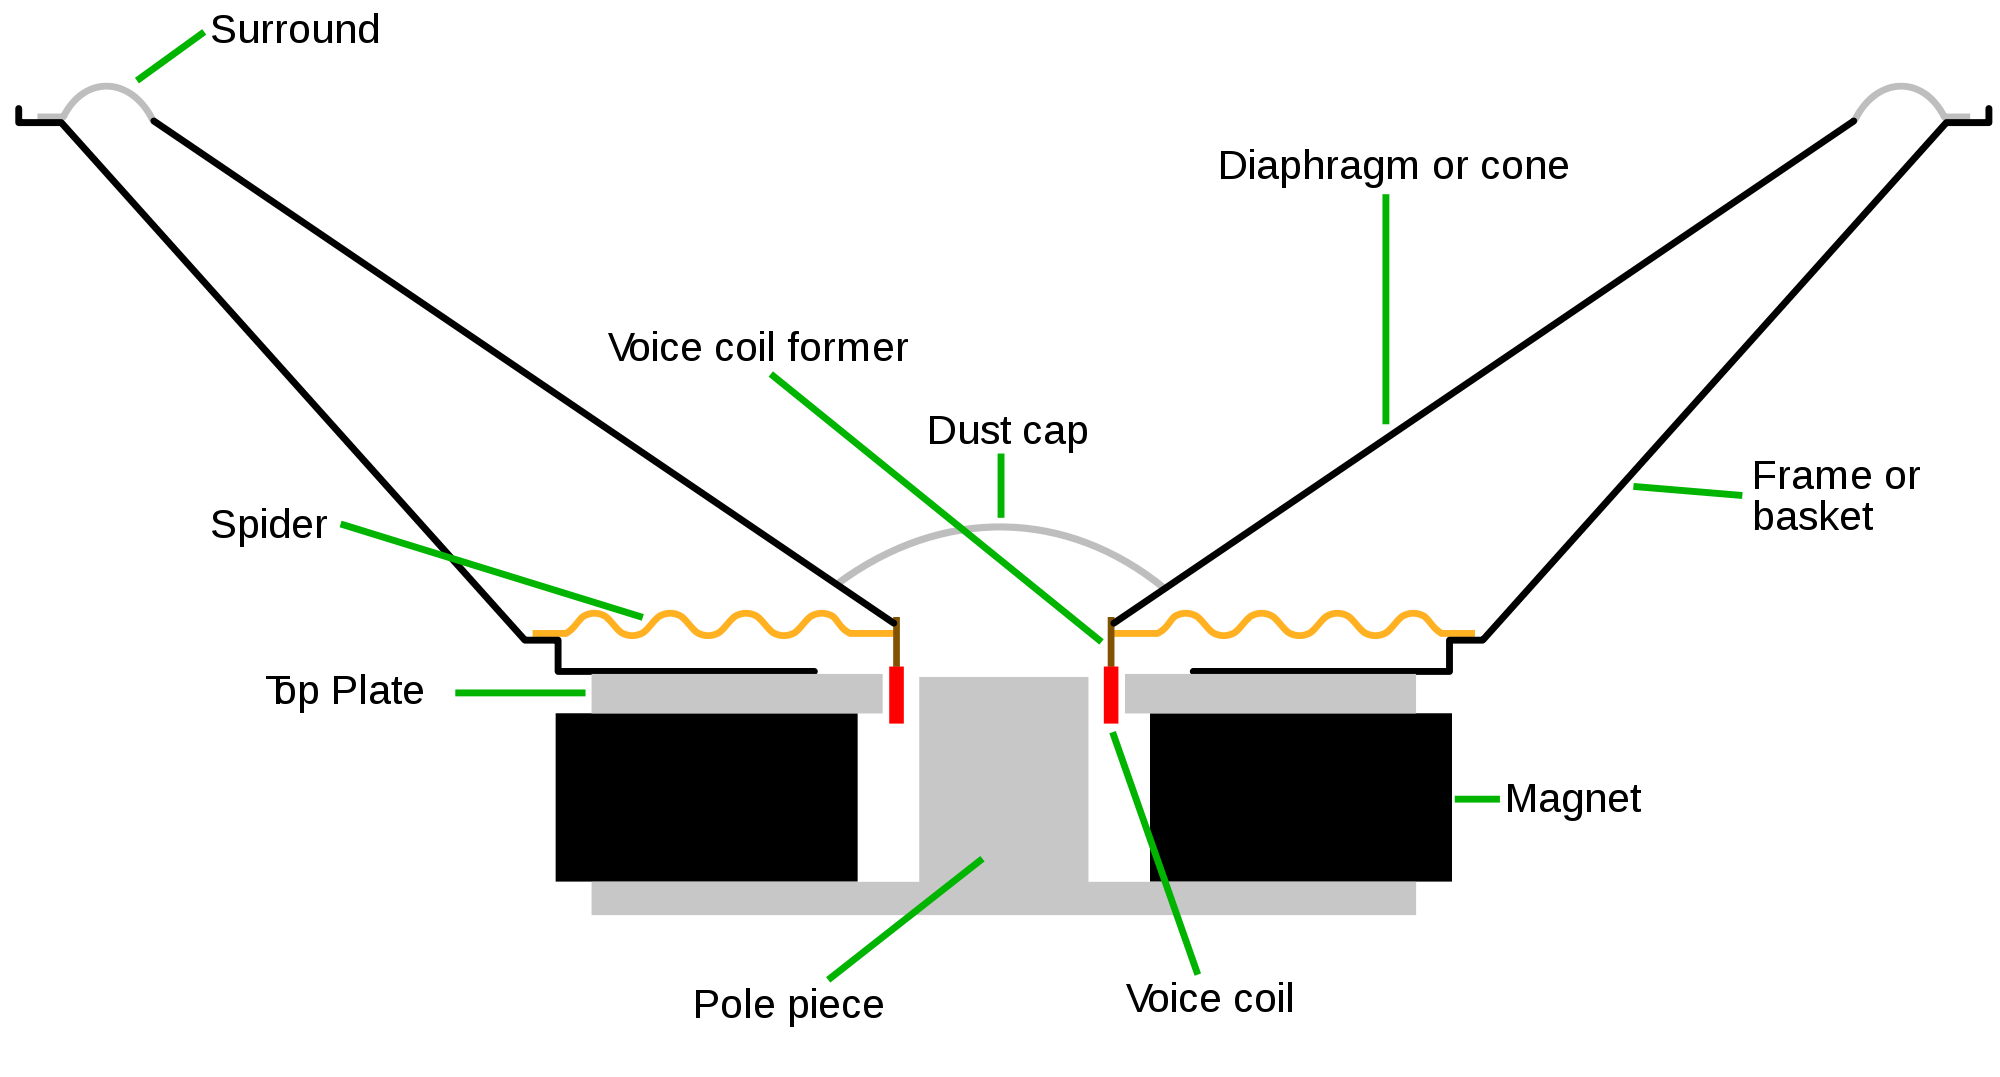 Surround
Diaphragm or cone
Voice coil former
Dust cap
Frame or
basket
Spider
Top Plate
Magnet
Pole piece
Voice coil